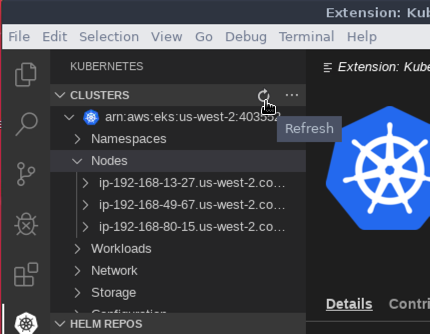 Extension: Kub
File Edit Selection View Go Debug Terminal Help
KUBERNETES
Extension: Kube
CLUSTERS
arn:aws:eks:us-west-2:40355
Refresh
Namespaces
Nodes
ip-192-168-13-27.us-west-2.co...
ip-192-168-49-67.us-west-2.co...
ip-192-168-80-15.us-west-2.co...
Workloads
Network
Storage
Configuration
Details Contri
HELM REPOS